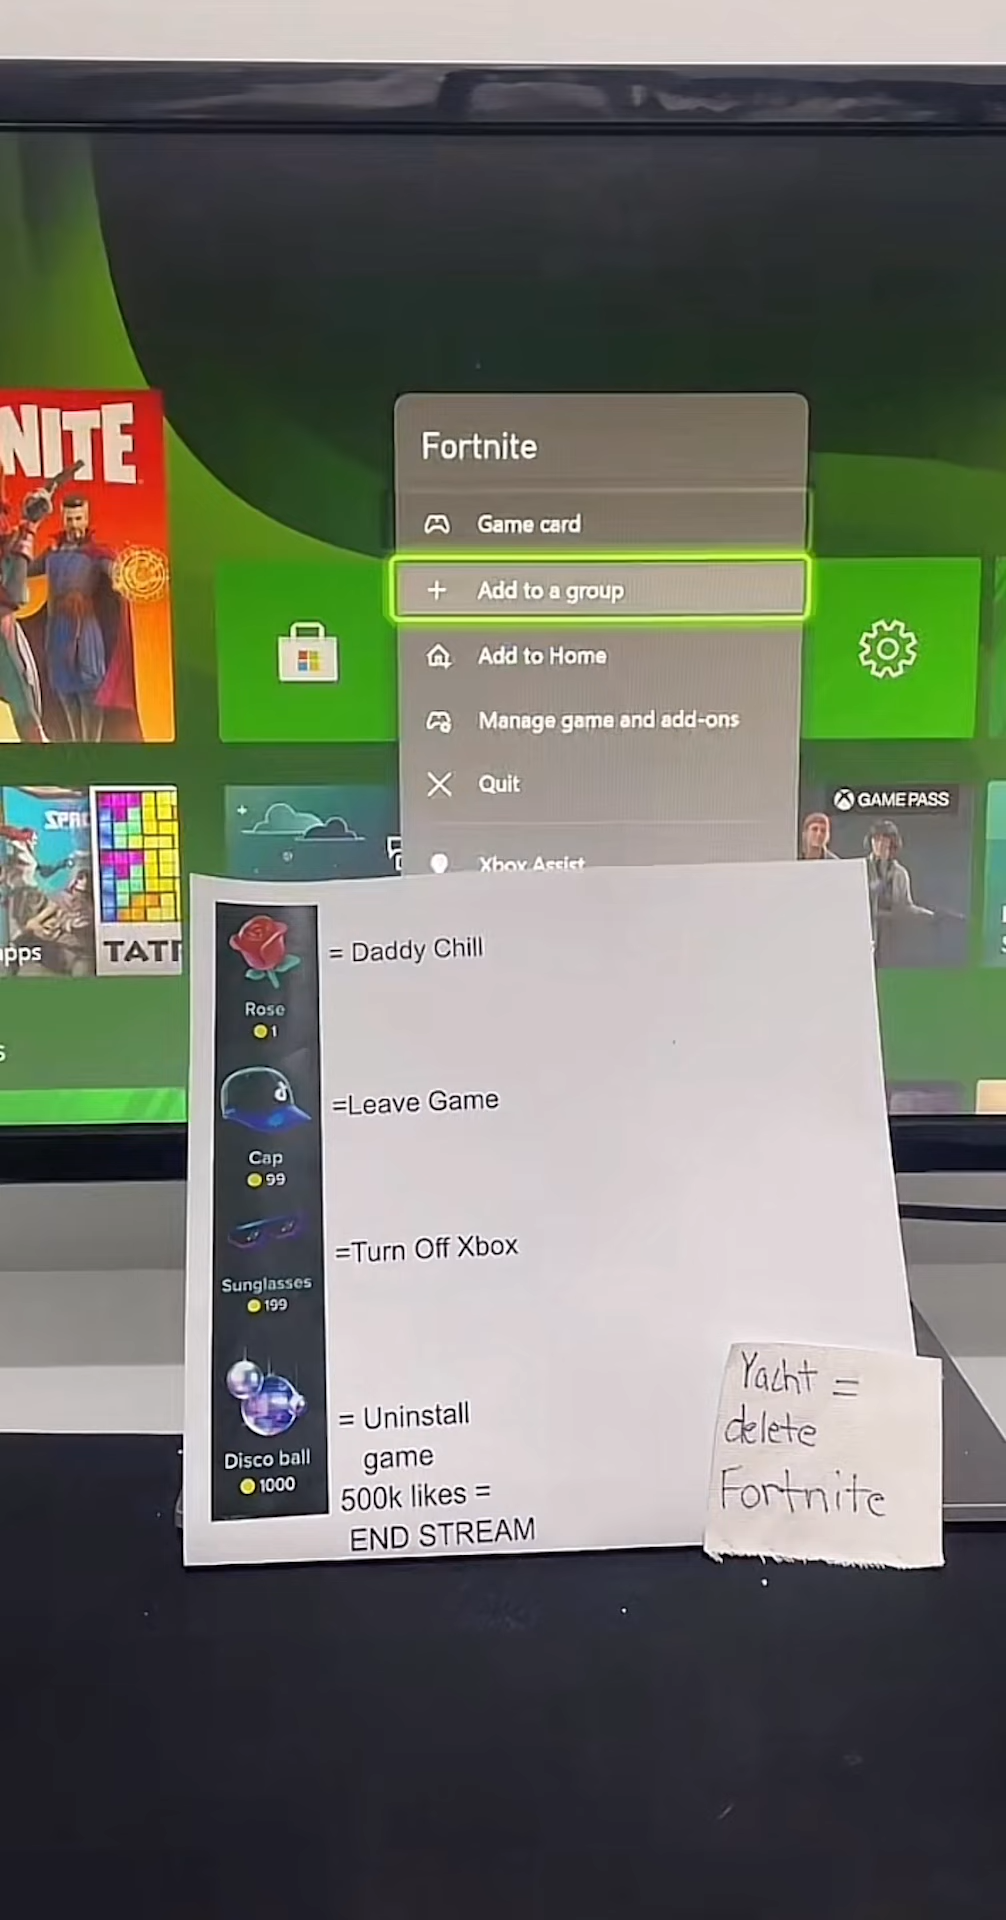 NITE
Fortnite
Game card
Add to a group
Add to Home
Manage game and add-ons
Quit
Xbox Assist
GAME PASS
TATI
apps
= Daddy Chill
Rose
1
=Leave Game
Cap
99
=Turn Off Xbox
Sunglasses
199
= Uninstall
game
Disco ball
1000
500k likes =
END STREAM
Yacht =
delete
Fortnite